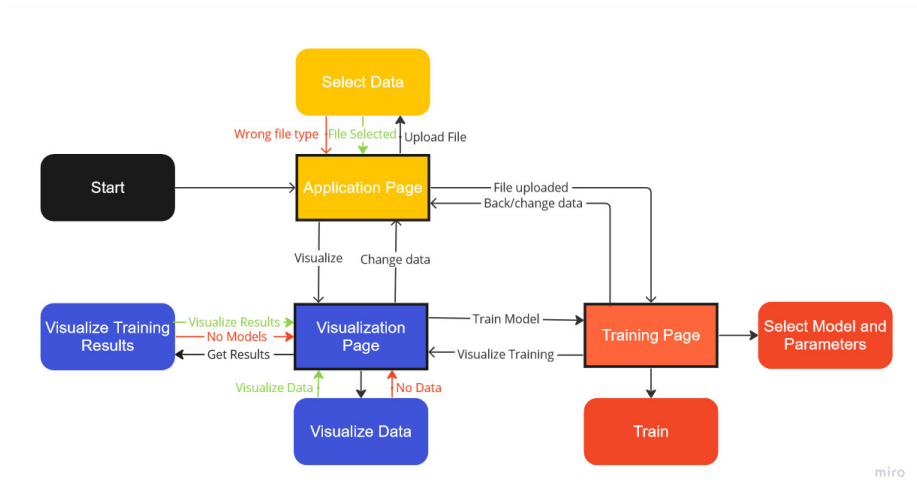 Select Data
Wrong file type
File Selected
Upload File
Start
Application Page
File uploaded
Back/change data
Visualize
Change data
Visualize Training
Results
Visualize Results
No Models
Get Results
Visualization
Page
Train Model
Visualize Training
Training Page
Select Model and
Parameters
Visualize Data
No Data
Visualize Data
Train
miro